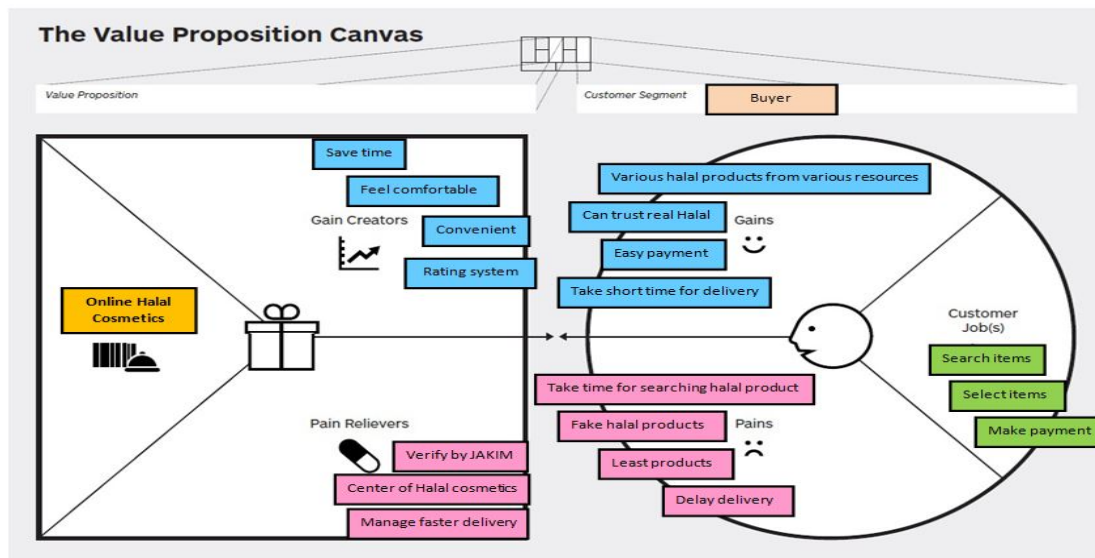 The Value Proposition Canvas
Value Proposition
Customer Segment
Buyer
Save time
Feel comfortable
Gain Creators
Convenient
Rating system
Online Halal
Cosmetics
Pain Relievers
Verify by JAKIM
Center of Halal cosmetics
Manage faster delivery
Various halal products from various resources
Can trust real Halal
Gains
Easy payment
Take short time for delivery
Customer
Job(s)
Search items
Select items
Make payment
Take time for searching halal product
Fake halal products
Pains
Least products
Delay delivery